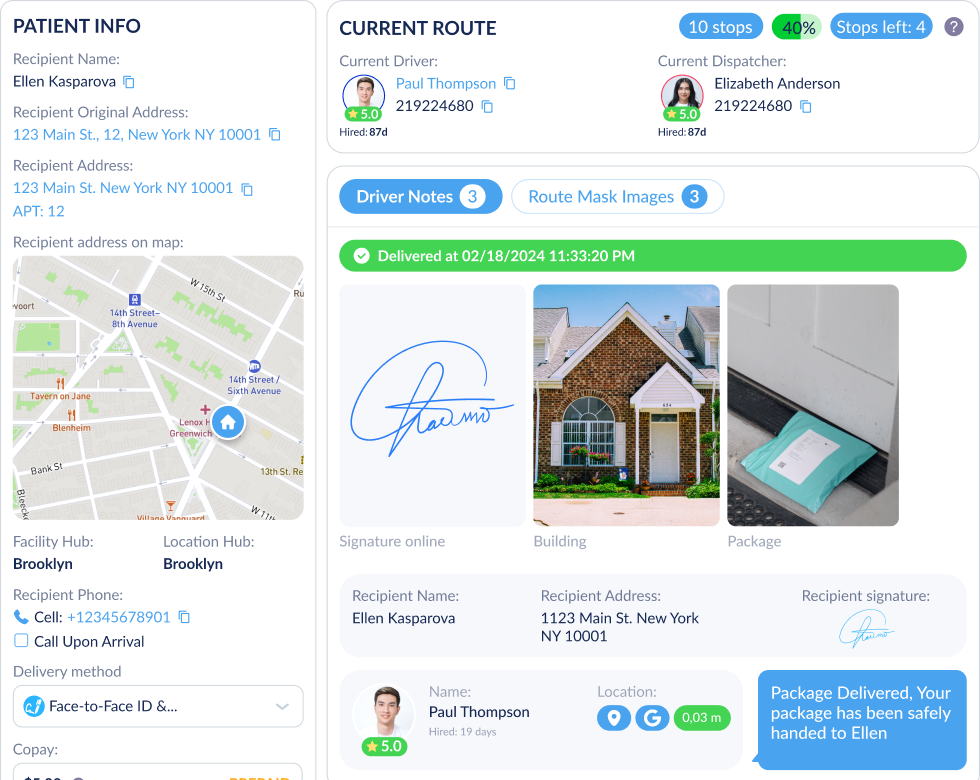 PATIENT INFO
Recipient Name:
Ellen Kasparova
Recipient Original Address:
123 Main St., 12, New York NY 10001
Recipient Address:
123 Main St. New York NY 10001
APT: 12
Recipient address on map:
W 15th St
Ru
voort
14th Street–
8th Avenue
14th Street /
Sixth Avenue
Tavern on Jane
Blenheim
Lenox H
Greenwich
Bank St
13th St. Re
Bleeck
Village Vanguard
W 11th
Facility Hub:
Brooklyn
Location Hub:
Brooklyn
Recipient Phone:
Cell: +12345678901
Call Upon Arrival
Delivery method
Face-to-Face ID &...
Copay:
$5.00
PREPAID
CURRENT ROUTE
10 stops
40%
Stops left: 4
?
Current Driver:
Paul Thompson
219224680
5.0
Hired: 87d
Current Dispatcher:
Elizabeth Anderson
219224680
5.0
Hired: 87d
Driver Notes 3
Route Mask Images 3
Delivered at 02/18/2024 11:33:20 PM
654
Signature online
Building
Package
Recipient Name:
Ellen Kasparova
Recipient Address:
1123 Main St. New York
NY 10001
Recipient signature:
Name:
Paul Thompson
Hired: 19 days
5.0
Location:
G
0,03 m
Package Delivered, Your
package has been safely
handed to Ellen